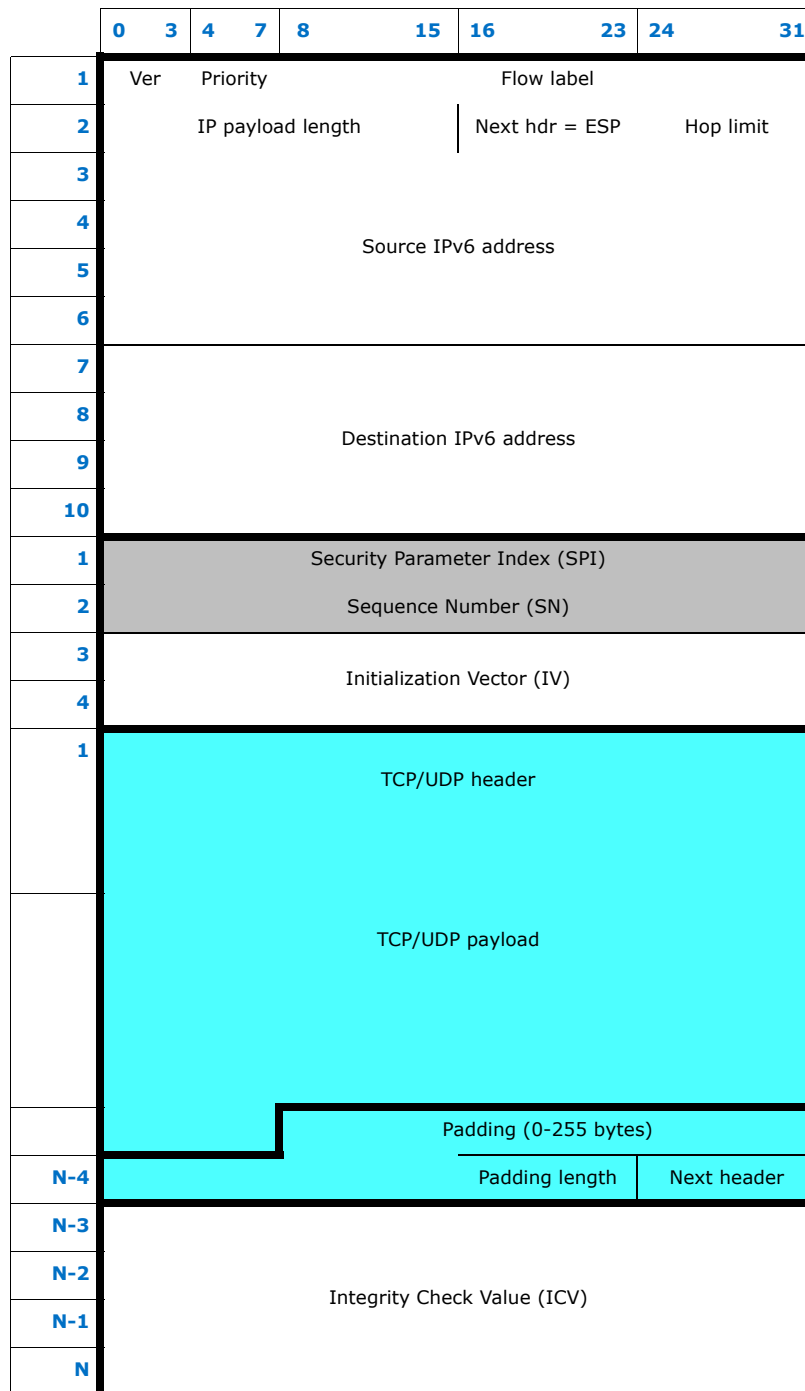 0 3 4 7 8 15 16 23 24 31
1 Ver Priority Flow label
2 IP payload length Next hdr = ESP Hop limit
3
4
Source IPv6 address
5
6
7
8
Destination IPv6 address
9
10
1 Security Parameter Index (SPI)
2 Sequence Number (SN)
3
Initialization Vector (IV)
4
1
TCP/UDP header
TCP/UDP payload
Padding (0-255 bytes)
N-4 Padding length Next header
N-3
N-2
Integrity Check Value (ICV)
N-1
N